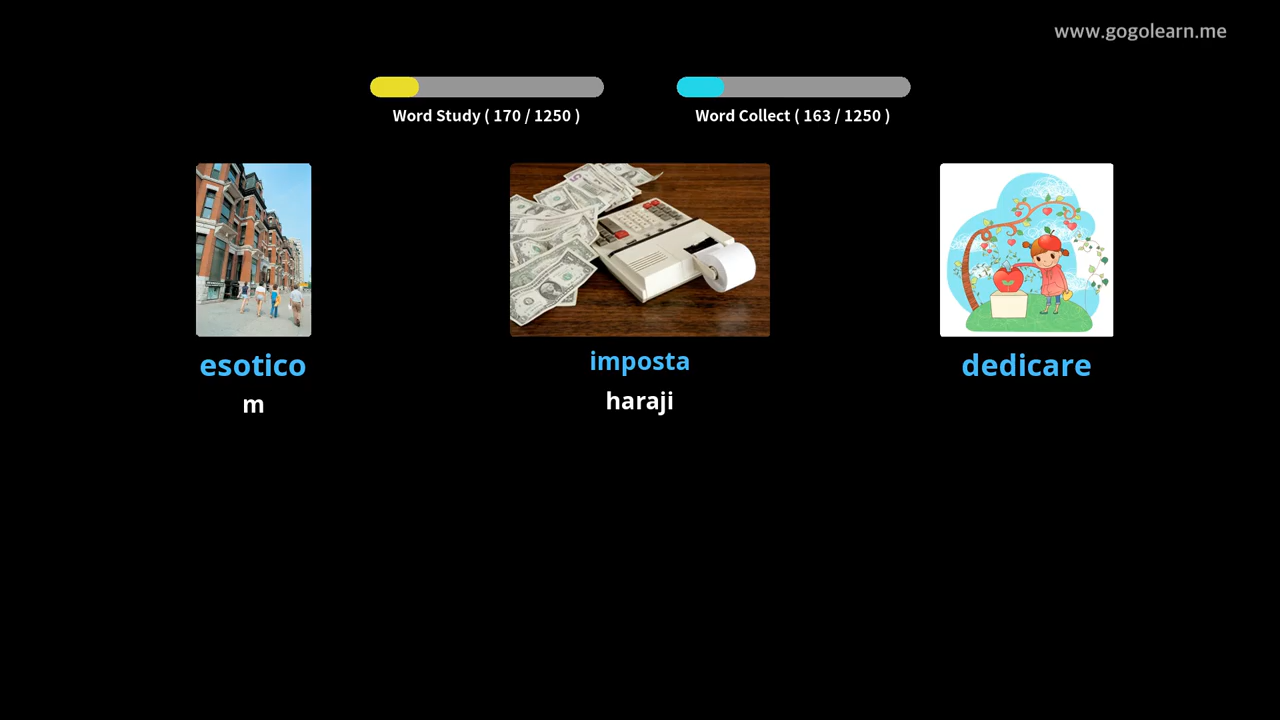 www.gogolearn.me
Word Study ( 170 / 1250 )
Word Collect ( 163 / 1250 )
esotico
imposta
dedicare
m
haraji